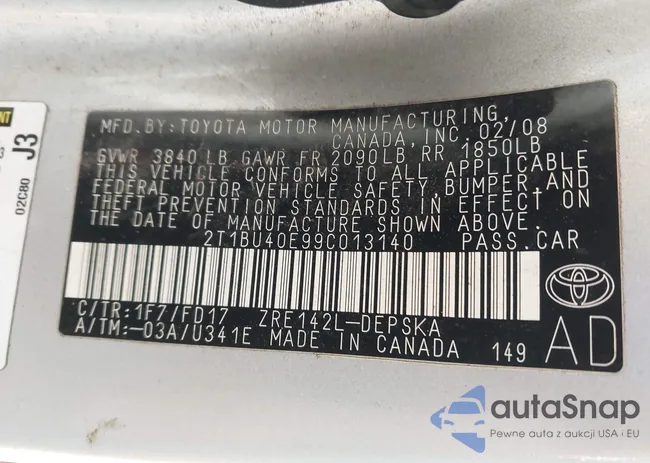 MFD.BY:TOYOTA MOTOR MANUFACTURING,
CANADA, INC. 02/08
GVWR 3840LB GAWR FR 2090LB RR 1850LB
THIS VEHICLE CONFORMS TO ALL APPLICABLE
FEDERAL MOTOR VEHICLE SAFETY, BUMPER,AND
THEFT PREVENTION STANDARDS IN EFFECT ON
THE DATE OF MANUFACTURE SHOWN ABOVE.
2T1BU40E99C013140 PASS.CAR
C/TR:1F7/FD17 ZRE142L-DEPSKA
A/TM:-03A/U341E MADE IN CANADA 149
AD
J3
02C80
autaSnap
Pewne auta z aukcji USA i EU